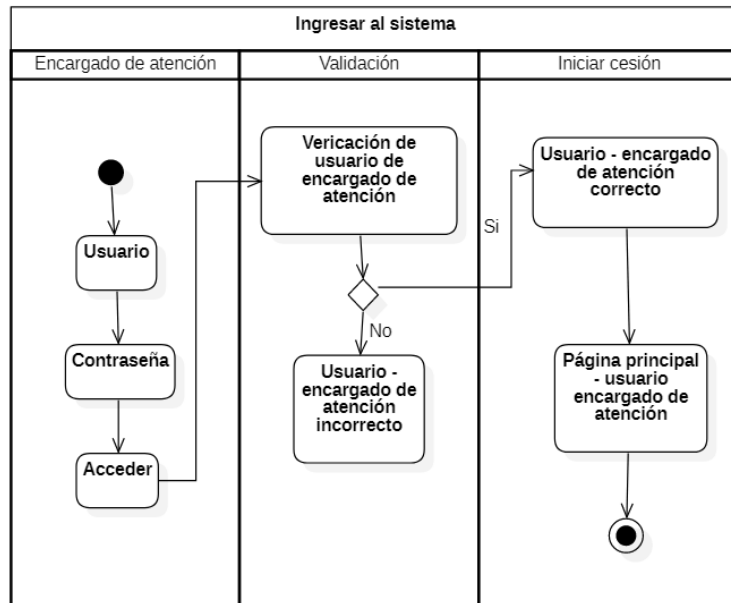 Ingresar al sistema
Encargado de atención
Validación
Iniciar cesión
Usuario
Contraseña
Acceder
Vericación de
usuario de
encargado de
atención
No
Usuario -
encargado de
atención
incorrecto
Si
Usuario - encargado
de atención
correcto
Página principal
- usuario
encargado de
atención